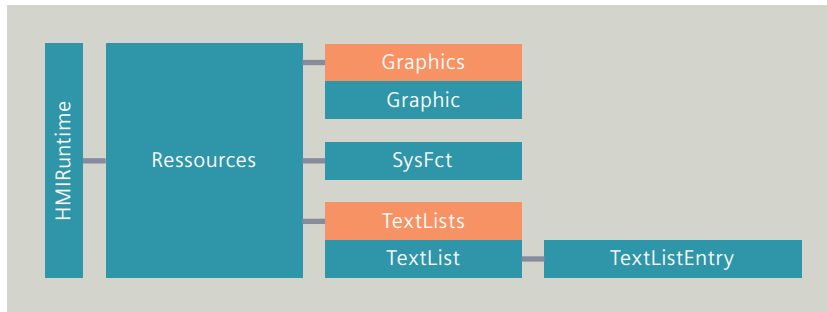 HMIRuntime
Ressources
Graphics
Graphic
SysFct
TextLists
TextList
TextListEntry